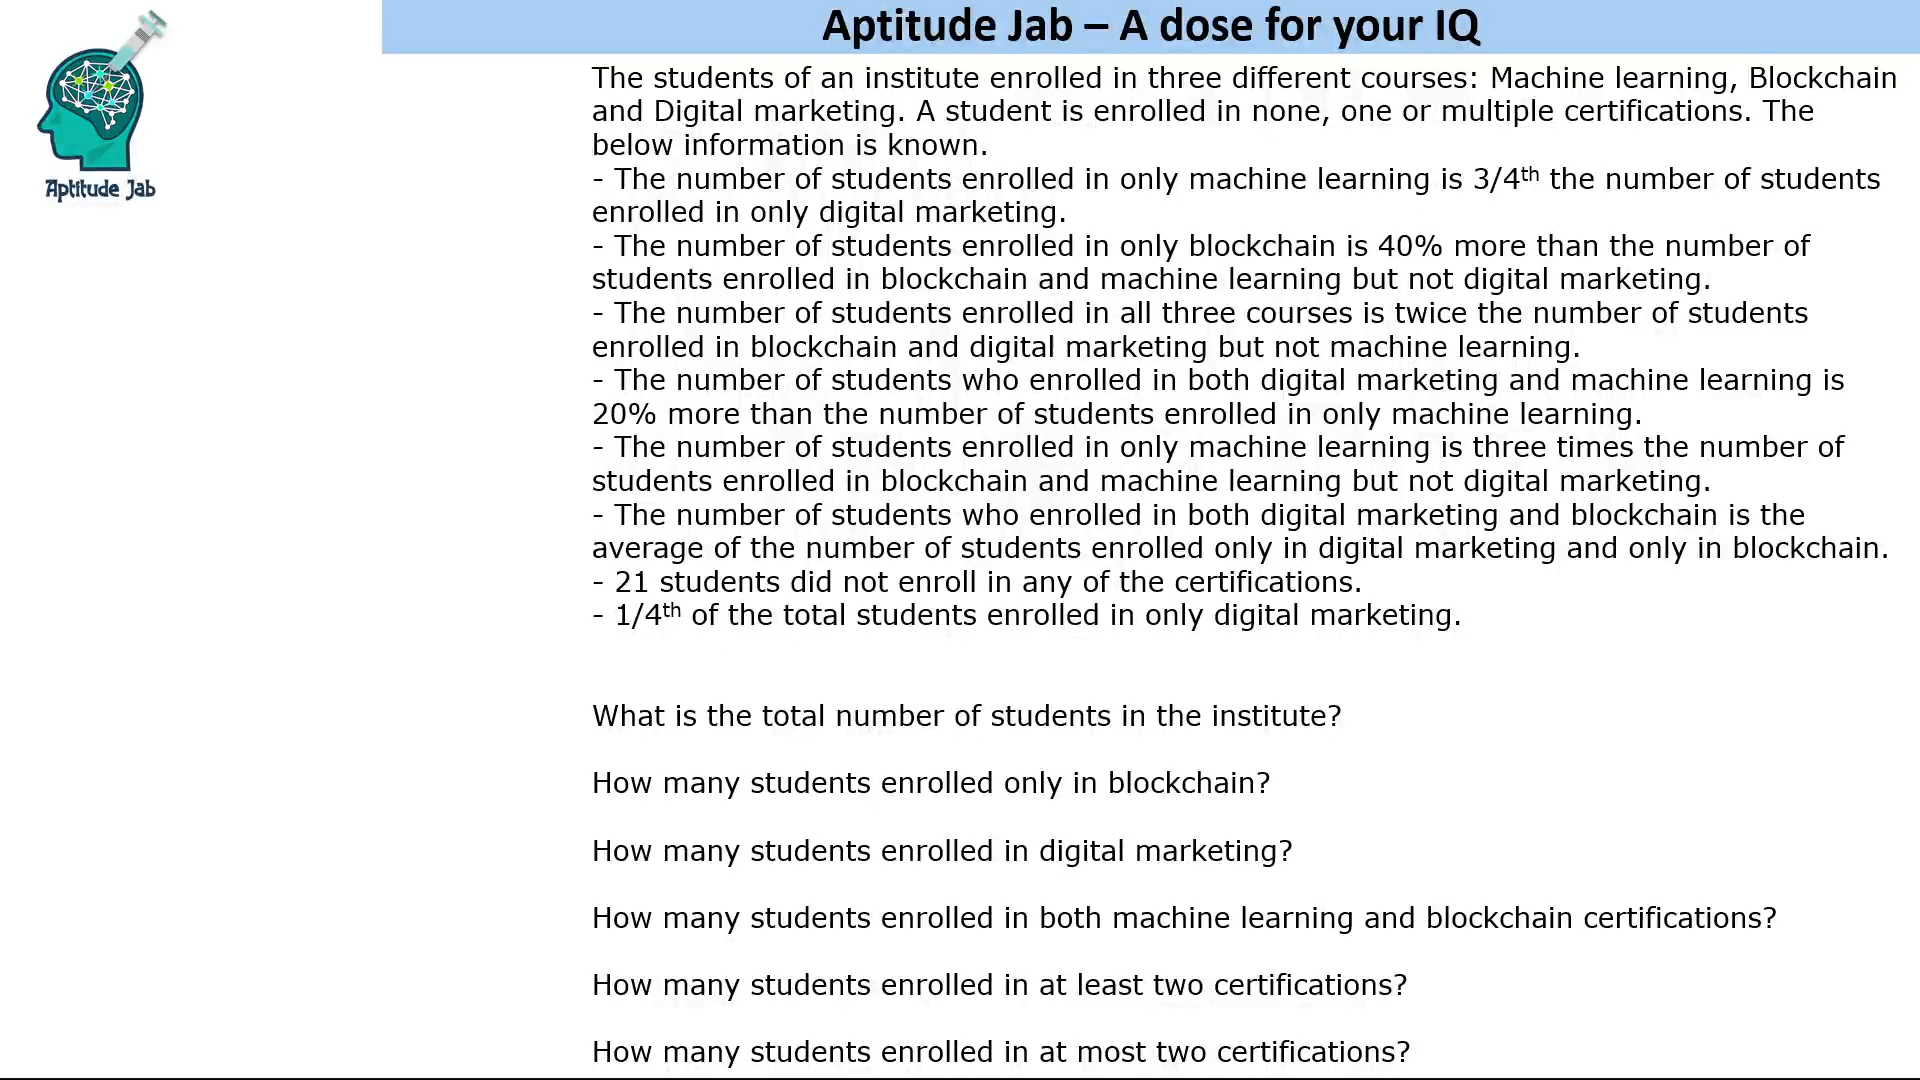 Aptitude Jab – A dose for your IQ
Aptitude Jab
The students of an institute enrolled in three different courses: Machine learning, Blockchain
and Digital marketing. A student is enrolled in none, one or multiple certifications. The
below information is known.
- The number of students enrolled in only machine learning is 3/4th the number of students
enrolled in only digital marketing.
- The number of students enrolled in only blockchain is 40% more than the number of
students enrolled in blockchain and machine learning but not digital marketing.
- The number of students enrolled in all three courses is twice the number of students
enrolled in blockchain and digital marketing but not machine learning.
- The number of students who enrolled in both digital marketing and machine learning is
20% more than the number of students enrolled in only machine learning.
- The number of students enrolled in only machine learning is three times the number of
students enrolled in blockchain and machine learning but not digital marketing.
- The number of students who enrolled in both digital marketing and blockchain is the
average of the number of students enrolled only in digital marketing and only in blockchain.
- 21 students did not enroll in any of the certifications.
- 1/4th of the total students enrolled in only digital marketing.
What is the total number of students in the institute?
How many students enrolled only in blockchain?
How many students enrolled in digital marketing?
How many students enrolled in both machine learning and blockchain certifications?
How many students enrolled in at least two certifications?
How many students enrolled in at most two certifications?